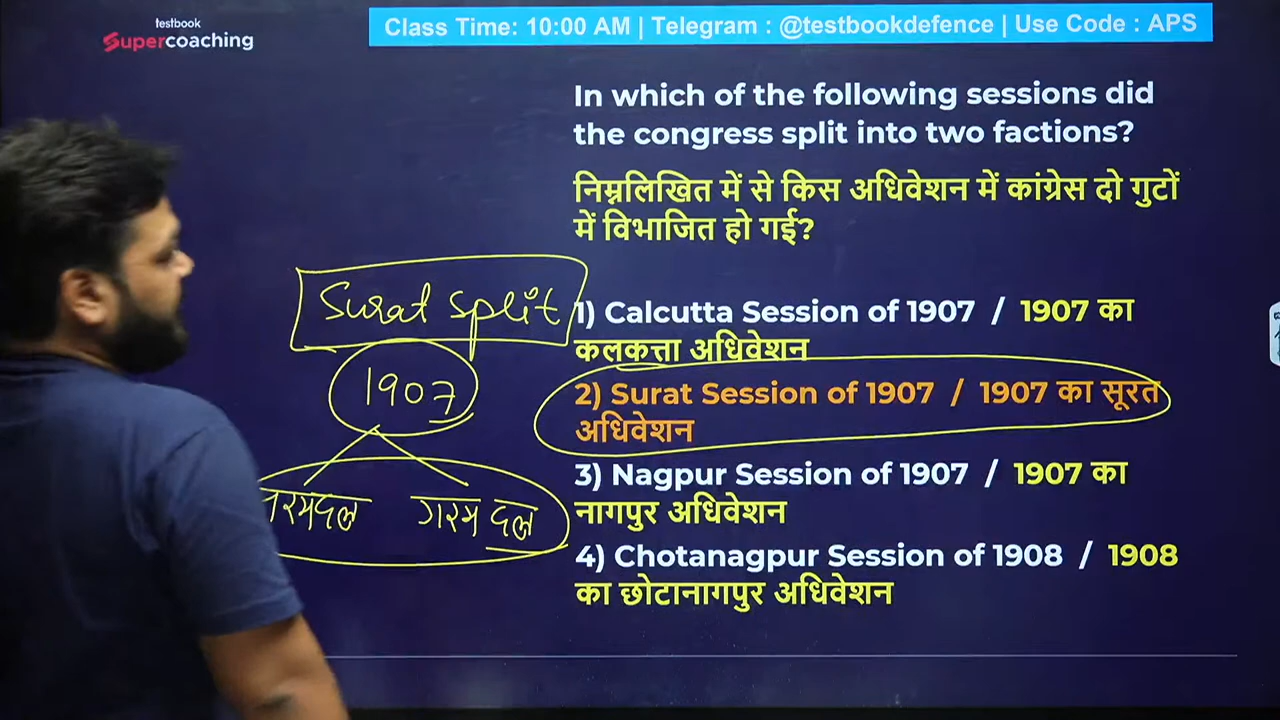 testbook
Supercoaching
Class Time: 10:00 AM | Telegram : @testbookdefence | Use Code : APS
In which of the following sessions did
the congress split into two factions?
निम्नलिखित में से किस अधिवेशन में कांग्रेस दो गुटों
में विभाजित हो गई?
Surat split
1907
नरमदल गरम दल
1) Calcutta Session of 1907 / 1907 का
कलकत्ता अधिवेशन
2) Surat Session of 1907 / 1907 का सूरत
अधिवेशन
3) Nagpur Session of 1907 / 1907 का
नागपुर अधिवेशन
4) Chotanagpur Session of 1908 / 1908
का छोटानागपुर अधिवेशन